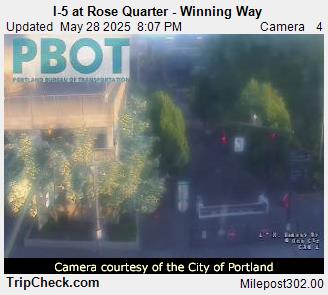 I-5 at Rose Quarter - Winning Way
Updated May 28 2025 8:07 PM Camera 4
PBOT
PORTLAND BUREAU OF TRANSPORTATION
Camera courtesy of the City of Portland
TripCheck.com Milepost302.00